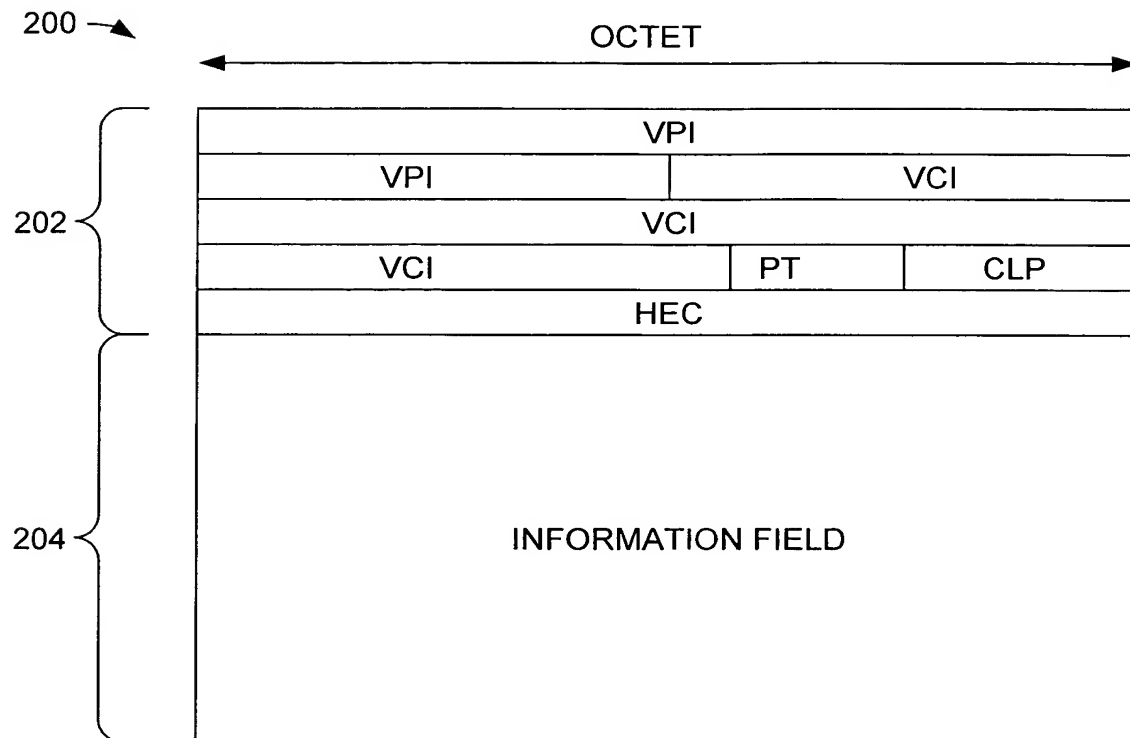 200
OCTET
VPI
VPI VCI
202
VCI
VCI PT CLP
HEC
204
INFORMATION FIELD